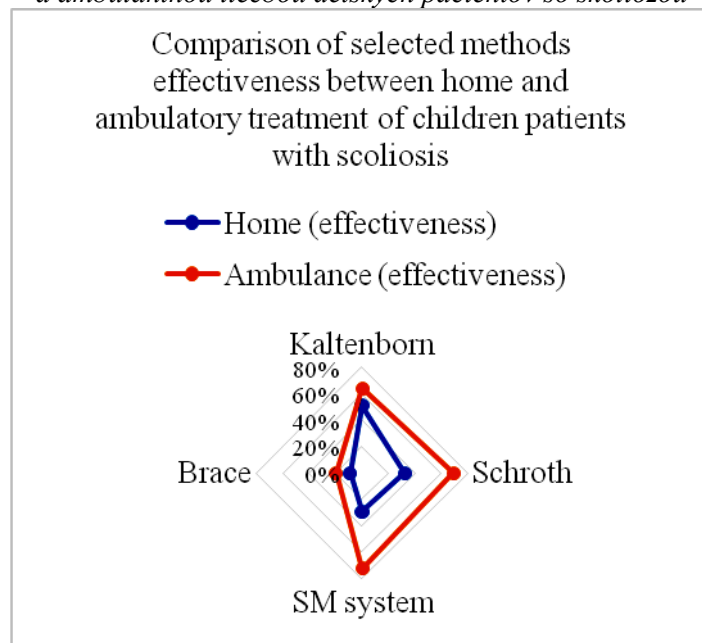 Comparison of selected methods
effectiveness between home and
ambulatory treatment of children patients
with scoliosis
Home (effectiveness)
Ambulance (effectiveness)
Kaltenborn
80%
60%
40%
20%
0%
Brace
Schroth
SM system